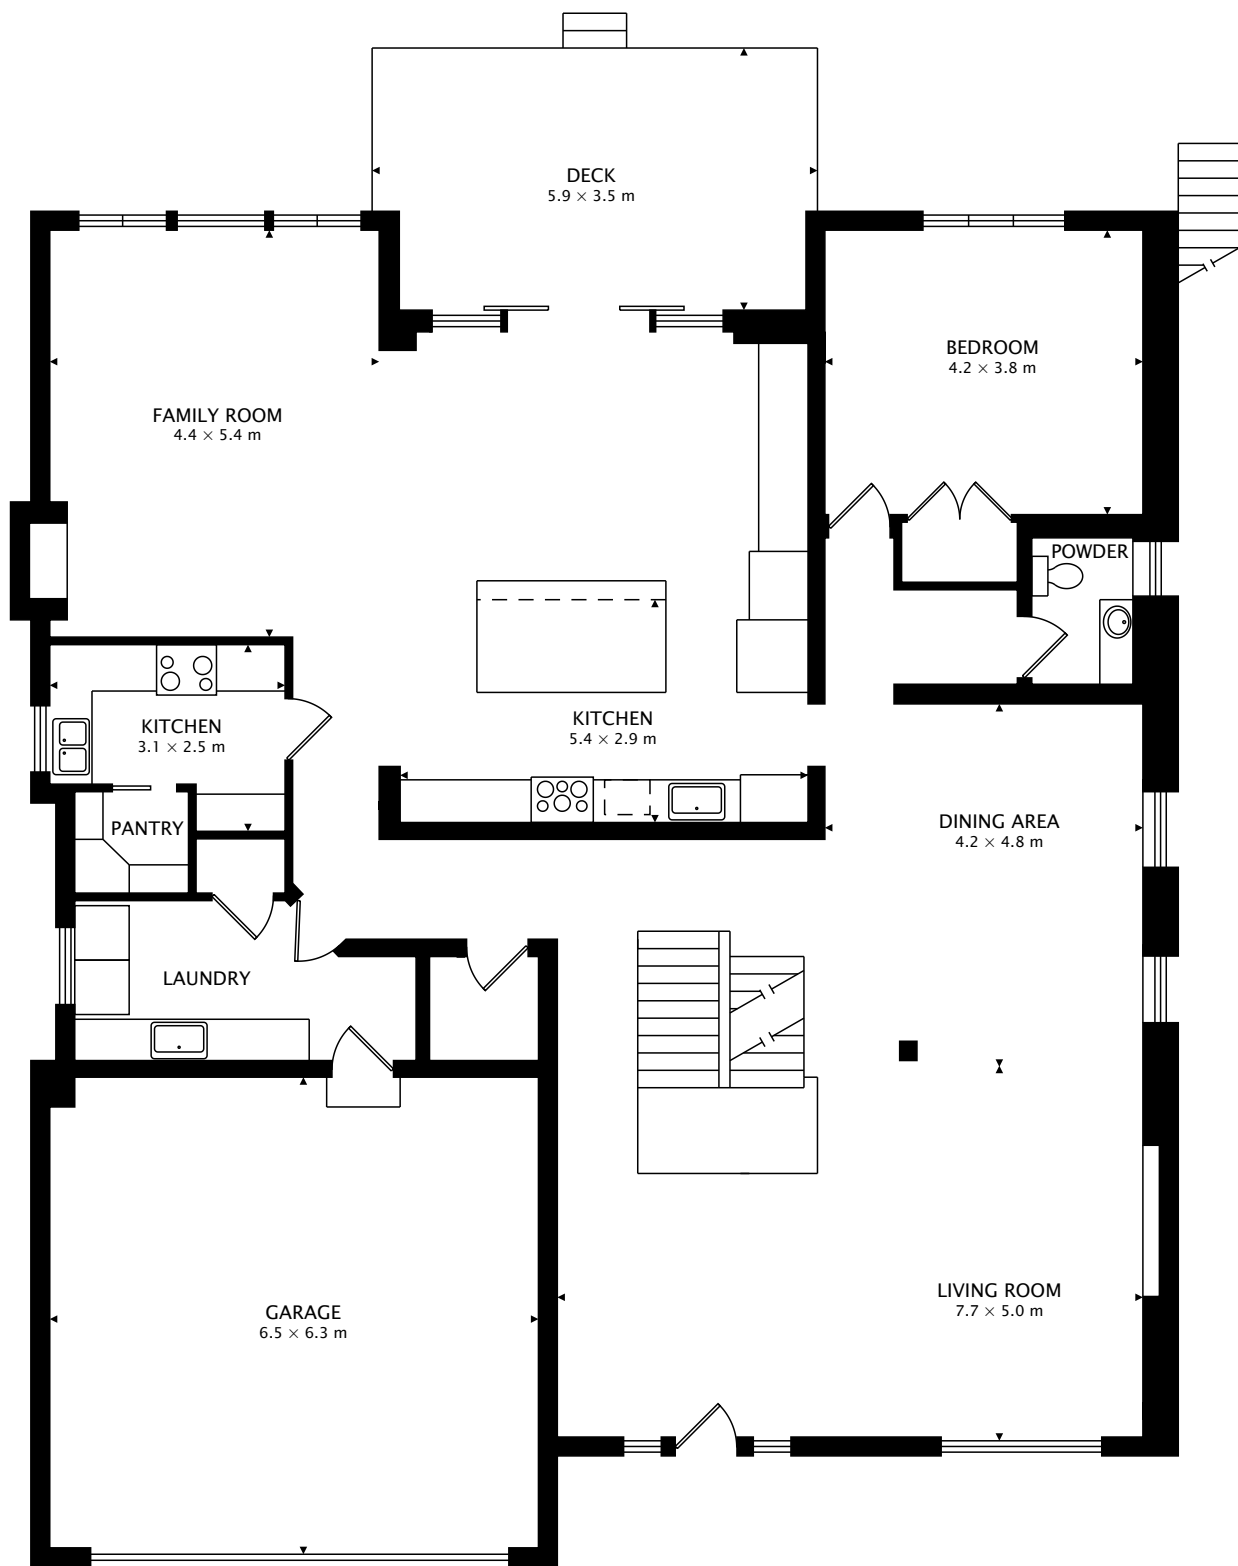 DECK
5.9 × 3.5 m
BEDROOM
4.2 × 3.8 m
FAMILY ROOM
4.4 × 5.4 m
POWDER
KITCHEN
3.1 × 2.5 m
KITCHEN
5.4 × 2.9 m
PANTRY
DINING AREA
4.2 × 4.8 m
LAUNDRY
LIVING ROOM
7.7 × 5.0 m
GARAGE
6.5 × 6.3 m